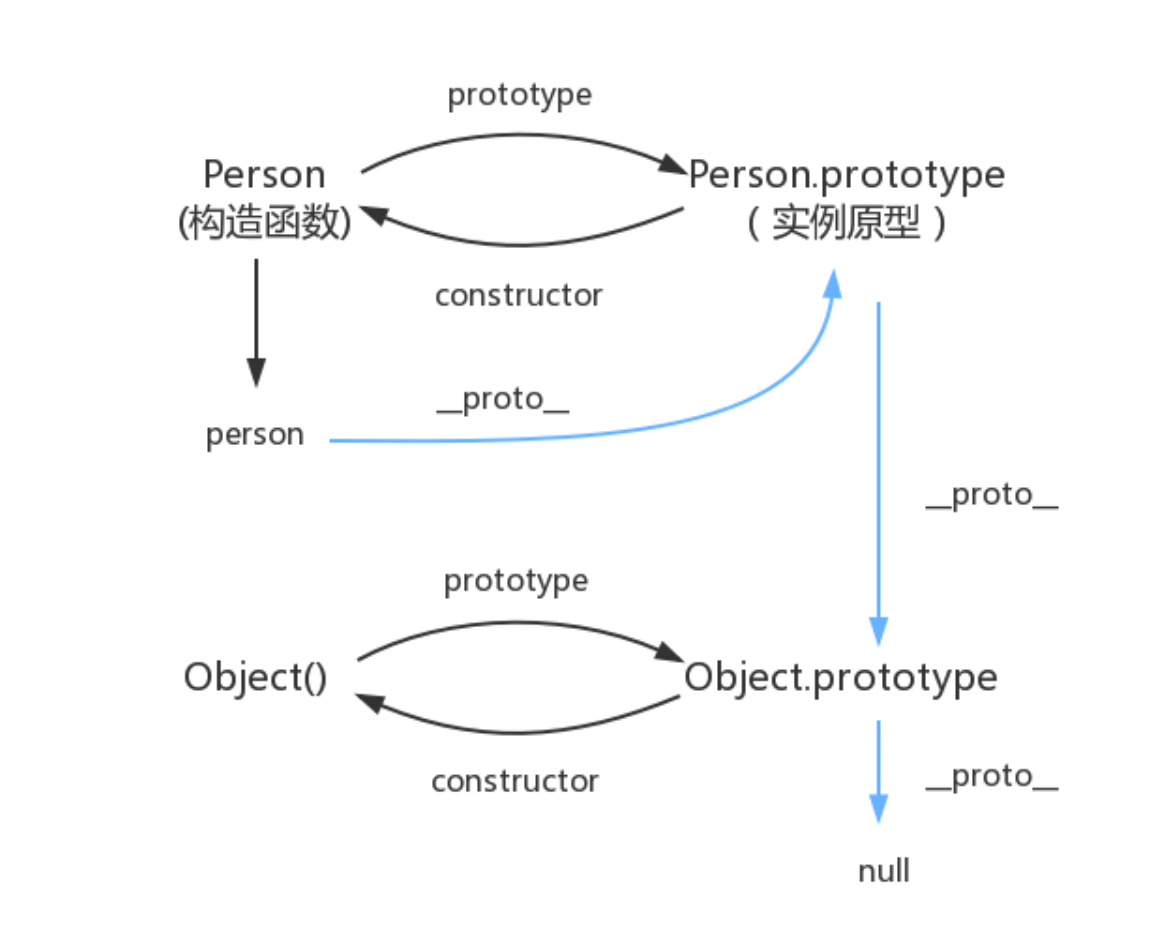 prototype
Person
(构造函数)
Person.prototype
（ 实例原型 ）
constructor
__proto__
person
__proto__
prototype
Object()
Object.prototype
constructor
__proto__
null